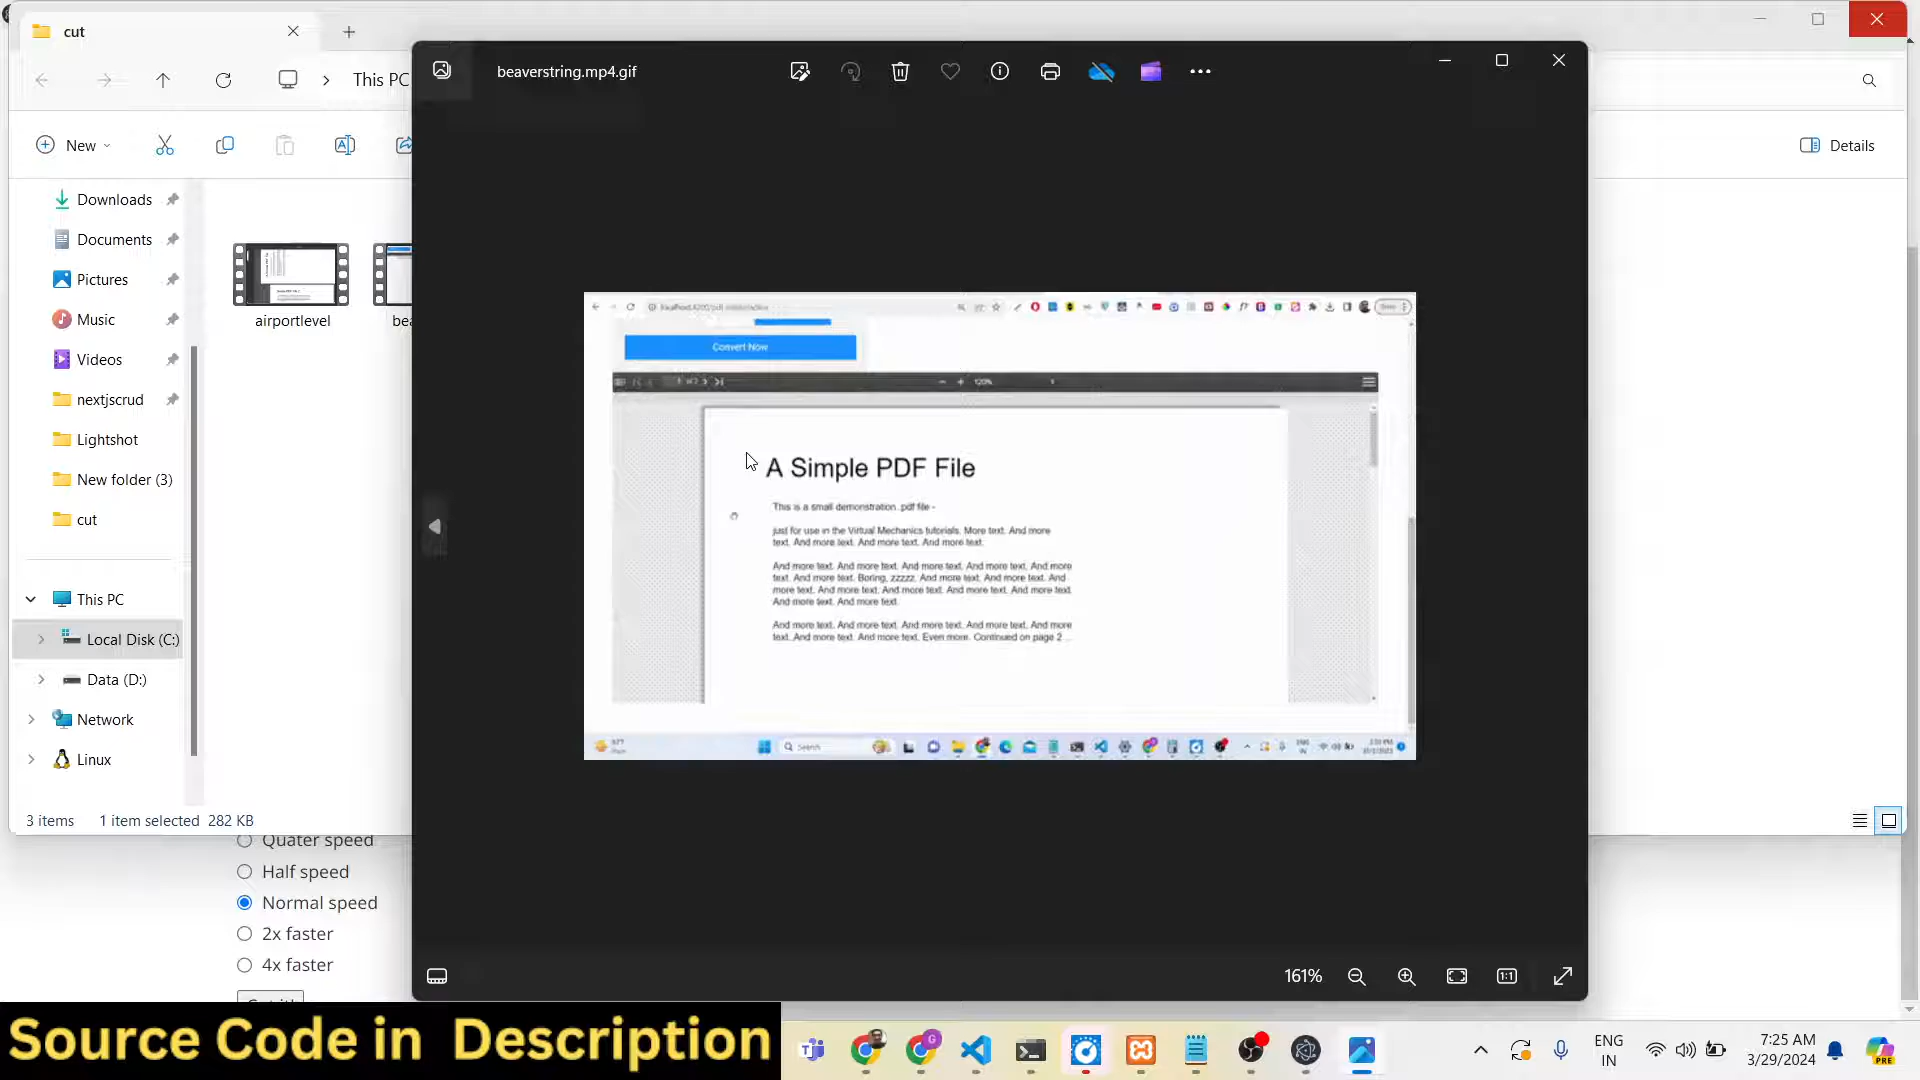 cut
This PC
New
Details
Downloads
Documents
Pictures
Music
Videos
nextjscrud
Lightshot
New folder (3)
cut
This PC
Local Disk (C:)
Data (D:)
Network
Linux
airportlevel
3 items 1 item selected 282 KB
beaverstring.mp4.gif
Convert Now
120%
A Simple PDF File
This is a small demonstration .pdf file -
just for use in the Virtual Mechanics tutorials. More text. And more
text. And more text. And more text. And more text.
And more text. And more text. And more text. And more text. And more
text. And more text. Boring, zzzzz. And more text. And more text. And
more text. And more text. And more text. And more text. And more text.
And more text. And more text.
And more text. And more text. And more text. And more text. And more
text. And more text. And more text. Even more. Continued on page 2 ...
Search
161%
1:1
Quater speed
Half speed
Normal speed
2x faster
4x faster
Source Code in Description
ENG
IN
7:25 AM
3/29/2024
PRE